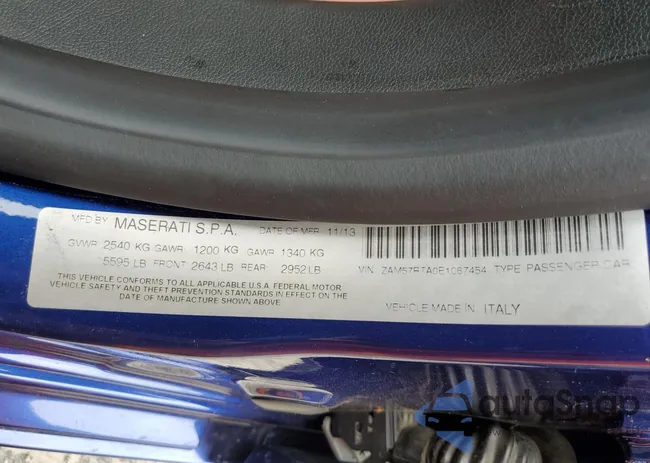 MFD BY MASERATI S.P.A. DATE OF MFR 11/13
GVWR 2540 KG GAWR 1200 KG GAWR 1340 KG
5595 LB FRONT 2643 LB REAR 2952 LB
THIS VEHICLE CONFORMS TO ALL APPLICABLE U.S.A. FEDERAL MOTOR
VEHICLE SAFETY AND THEFT PREVENTION STANDARDS IN EFFECT ON THE
DATE OF MANUFACTURE SHOWN ABOVE.
VIN ZAM57RTA0E1087454 TYPE PASSENGER CAR
VEHICLE MADE IN ITALY
autoSnap